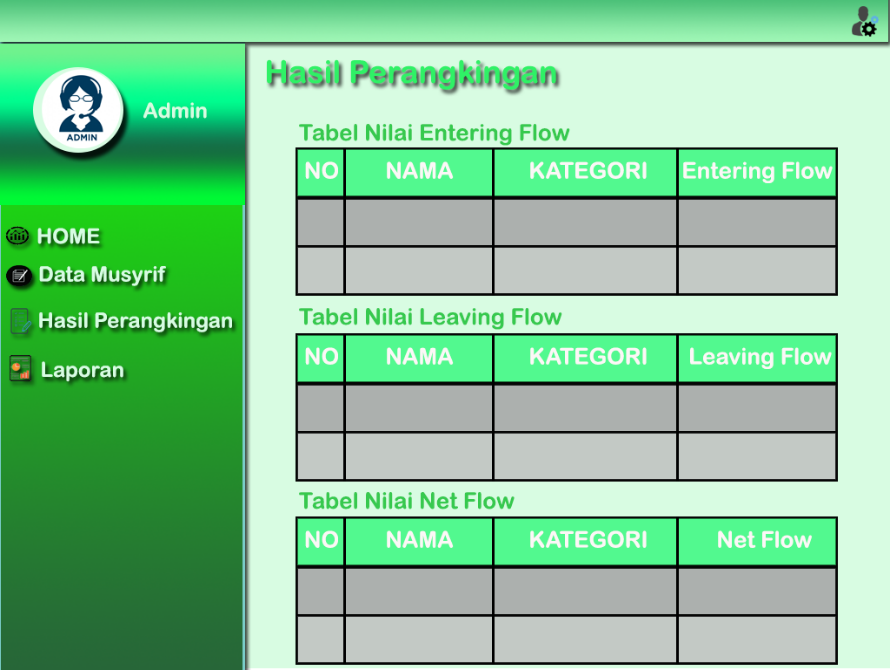 Admin
ADMIN
HOME
Data Musyrif
Hasil Perangkingan
Laporan
Hasil Perangkingan
Tabel Nilai Entering Flow
NO NAMA KATEGORI Entering Flow
Tabel Nilai Leaving Flow
NO NAMA KATEGORI Leaving Flow
Tabel Nilai Net Flow
NO NAMA KATEGORI Net Flow